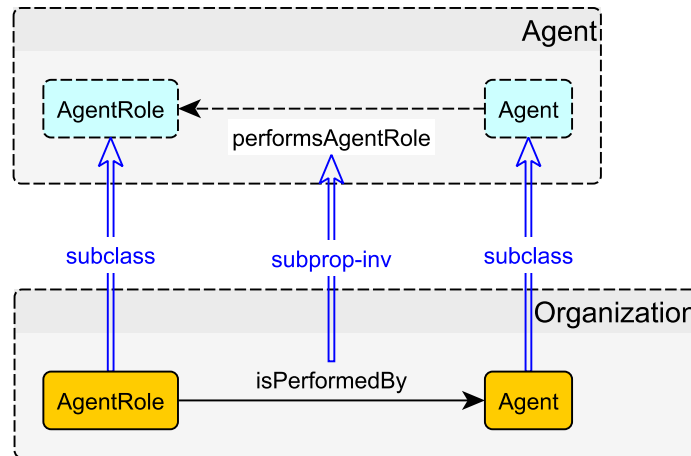 Agent
AgentRole
Agent
performsAgentRole
subclass
subprop-inv
subclass
Organization
isPerformedBy
AgentRole
Agent